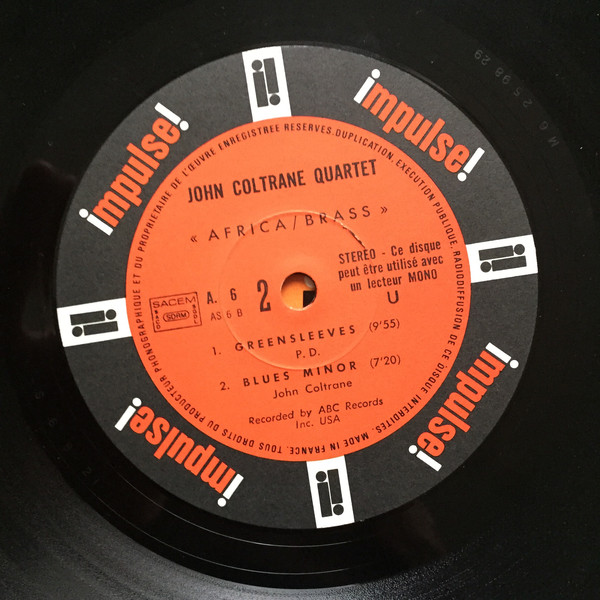 impulse!
impulse!
impulse!
impulse!
TOUS DROITS DU PRODUCTEUR PHONOGRAPHIQUE ET DU PROPRIETAIRE DE L'ŒUVRE ENREGISTREE RESERVES. DUPLICATION, EXECUTION PUBLIQUE, RADIODIFFUSION DE CE DISQUE INTERDITES. MADE IN FRANCE.
JOHN COLTRANE QUARTET
« AFRICA/BRASS »
STEREO - Ce disque
peut être utilisé avec
un lecteur MONO
U
SACEM
SDRM
A. 6
AS 6 B
2
1. GREENSLEEVES (9'55)
P.D.
2. BLUES MINOR (7'20)
John Coltrane
Recorded by ABC Records
Inc. USA